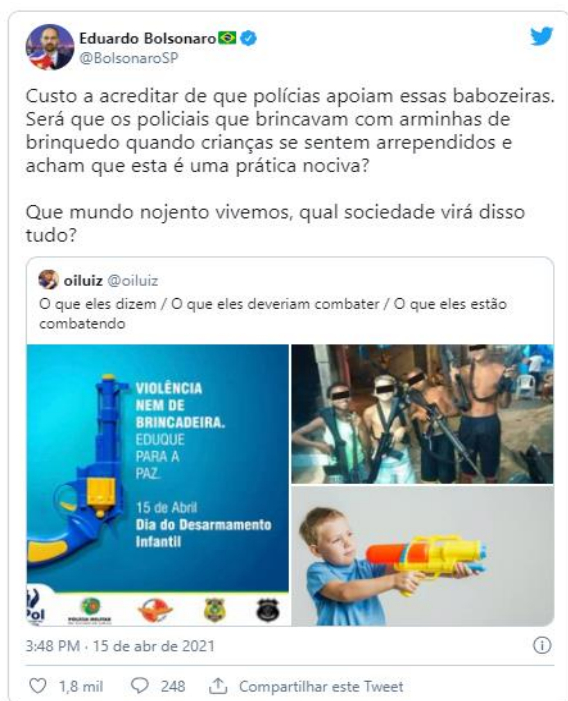 Eduardo Bolsonaro
@BolsonaroSP
Custo a acreditar de que polícias apoiam essas babozeiras.
Será que os policiais que brincavam com arminhas de
brinquedo quando crianças se sentem arrependidos e
acham que esta é uma prática nociva?
Que mundo nojento vivemos, qual sociedade virá disso
tudo?
oiluiz @oiluiz
O que eles dizem / O que eles deveriam combater / O que eles estão
combatendo
VIOLÊNCIA
NEM DE
BRINCADEIRA.
EDUQUE
PARA A
PAZ.
15 de Abril
Dia do Desarmamento
Infantil
Pol
POLÍCIA MILITAR
3:48 PM · 15 de abr de 2021
1,8 mil 248 Compartilhar este Tweet